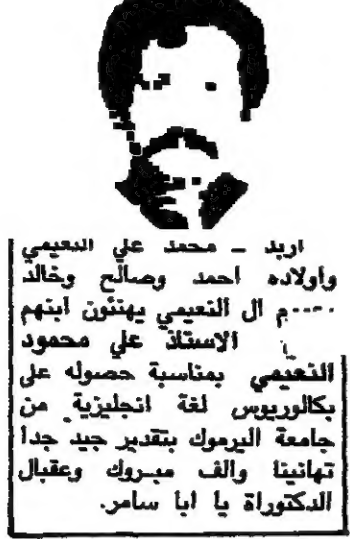 اربد ــ محمد علي النعيمي
واولاده احمد وصالح وخالد
ال النعيمي يهنئون ابنهم
الاستاذ علي محمود
النعيمي بمناسبة حصوله على
بكالوريوس لغة انجليزية من
جامعة اليرموك بتقدير جيد جدا
تهانينا والف مبروك وعقبال
الدكتوراة يا ابا سامر.